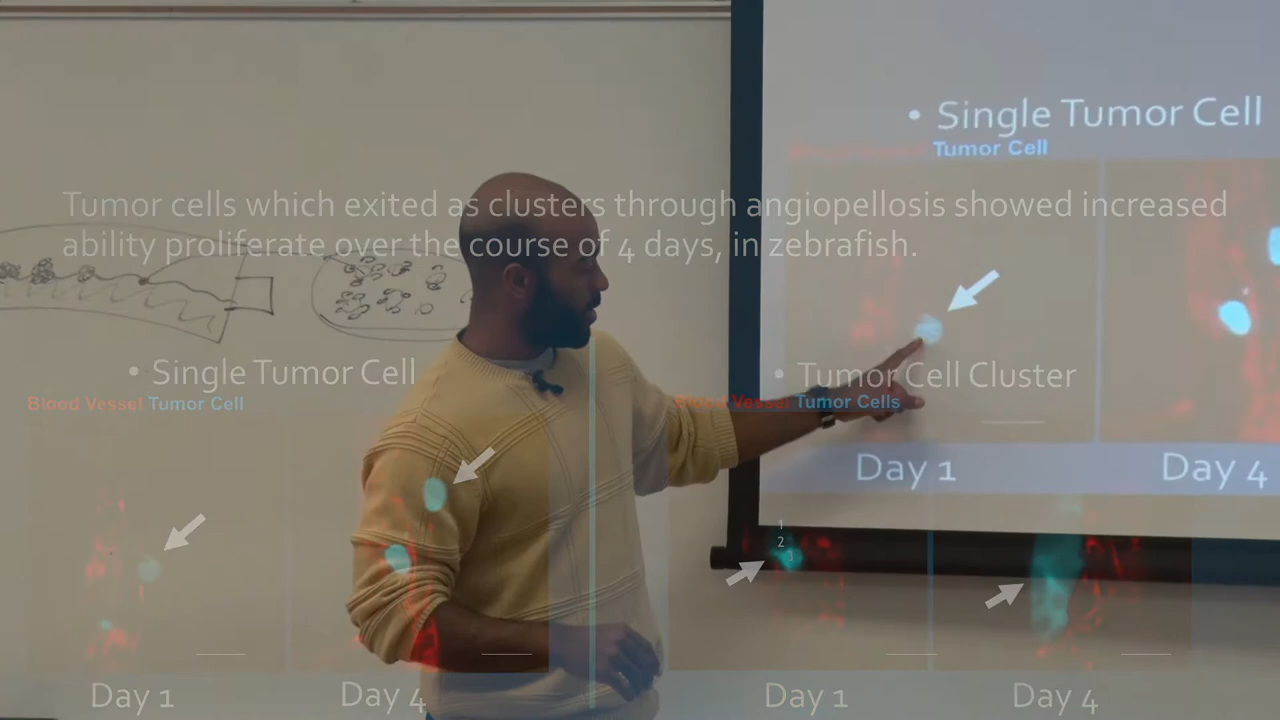 • Single Tumor Cell
Tumor Cell
Tumor cells which exited as clusters through angiopellosis showed increased
ability proliferate over the course of 4 days, in zebrafish.
• Single Tumor Cell
• Tumor Cell Cluster
Blood Vessel Tumor Cell
Blood Vessel Tumor Cells
Day 1
Day 4
1
2
3
Day 1
Day 4
Day 1
Day 4